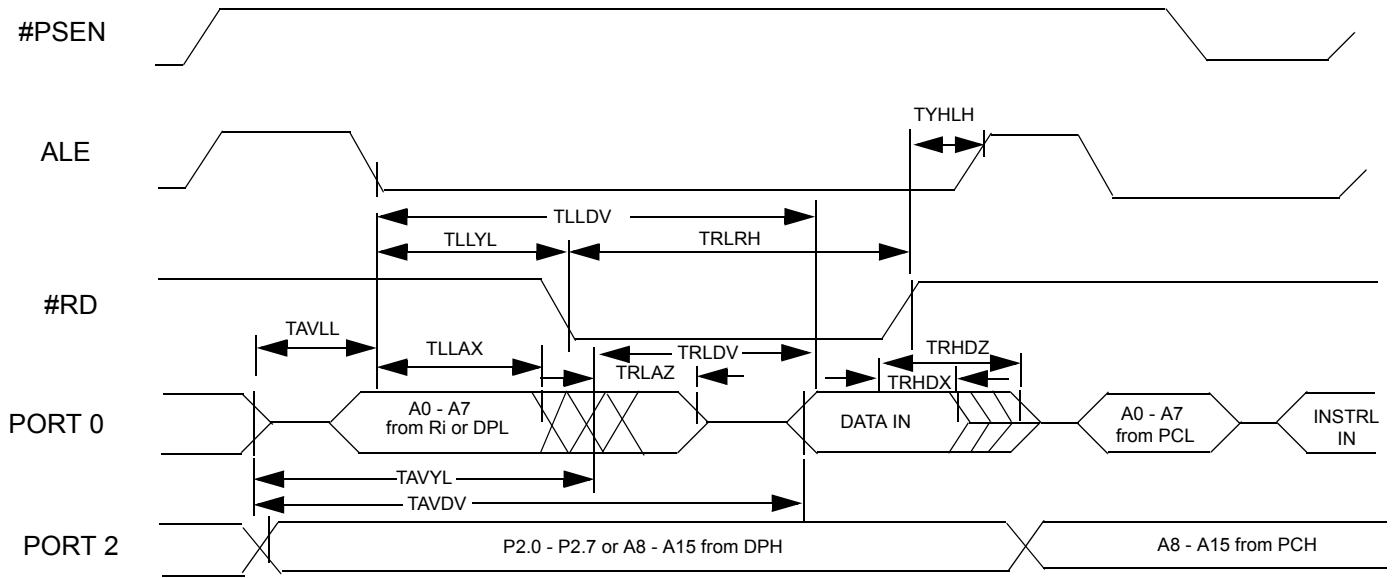 #PSEN
TYHLH
ALE
TLLDV
TLLYL
TRLRH
#RD
TAVLL
TLLAX
TRLDV
TRHDZ
TRLAZ
TRHDX
PORT 0
A0 - A7
from Ri or DPL
DATA IN
A0 - A7
from PCL
INSTRL
IN
TAVYL
TAVDV
PORT 2
P2.0 - P2.7 or A8 - A15 from DPH
A8 - A15 from PCH